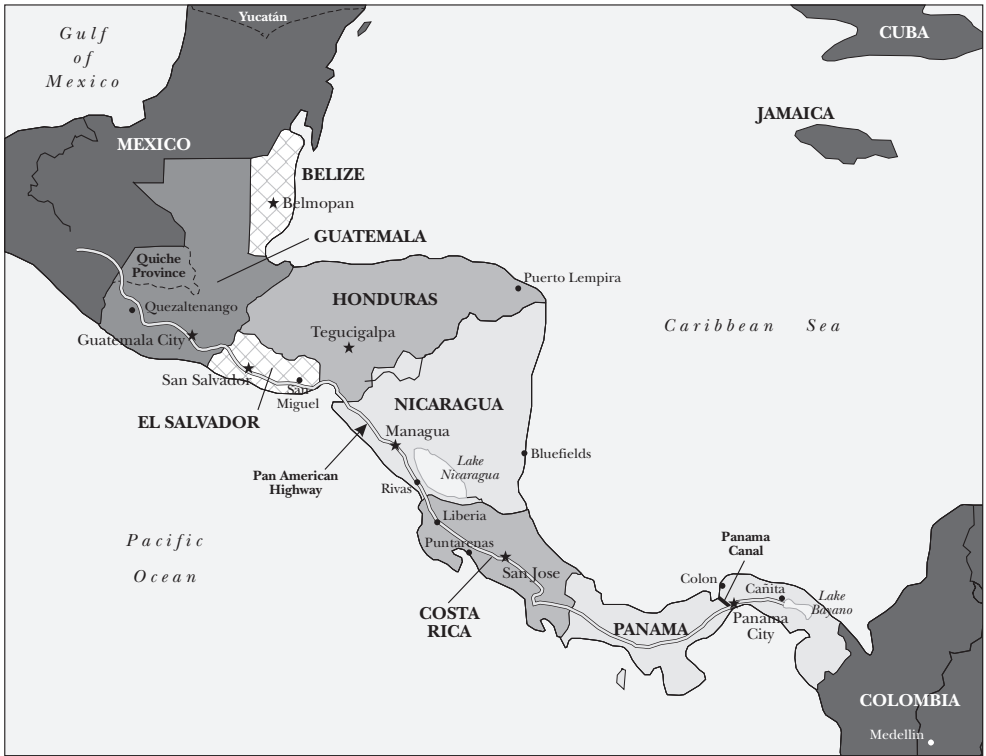 Yucatán
Gulf
of
Mexico
CUBA
JAMAICA
MEXICO
BELIZE
Belmopan
GUATEMALA
Quiche
Province
Puerto Lempira
HONDURAS
Quezaltenango
Caribbean Sea
Tegucigalpa
Guatemala City
San Salvador
San
Miguel
NICARAGUA
EL SALVADOR
Managua
Bluefields
Lake
Nicaragua
Pan American
Highway
Rivas
Liberia
Pacific
Ocean
Puntarenas
Panama
Canal
San Jose
Colon
Cañita
Lake
Bayano
COSTA
RICA
PANAMA
Panama
City
COLOMBIA
Medellin